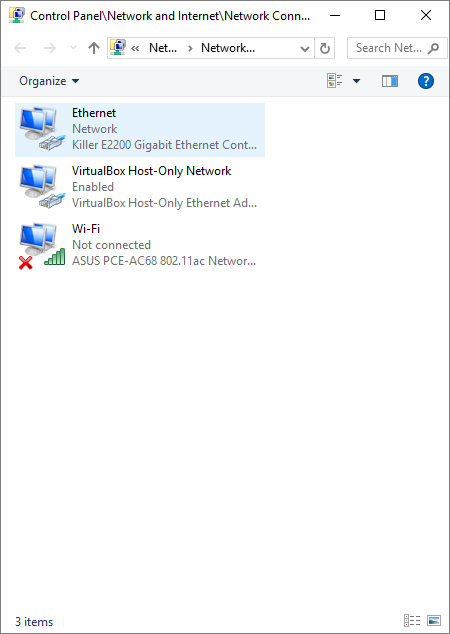 Control Panel\Network and Internet\Network Conn...
« Net... Network...
Search Net...
Organize
Ethernet
Network
Killer E2200 Gigabit Ethernet Cont...
VirtualBox Host-Only Network
Enabled
VirtualBox Host-Only Ethernet Ad...
Wi-Fi
Not connected
ASUS PCE-AC68 802.11ac Networ...
3 items